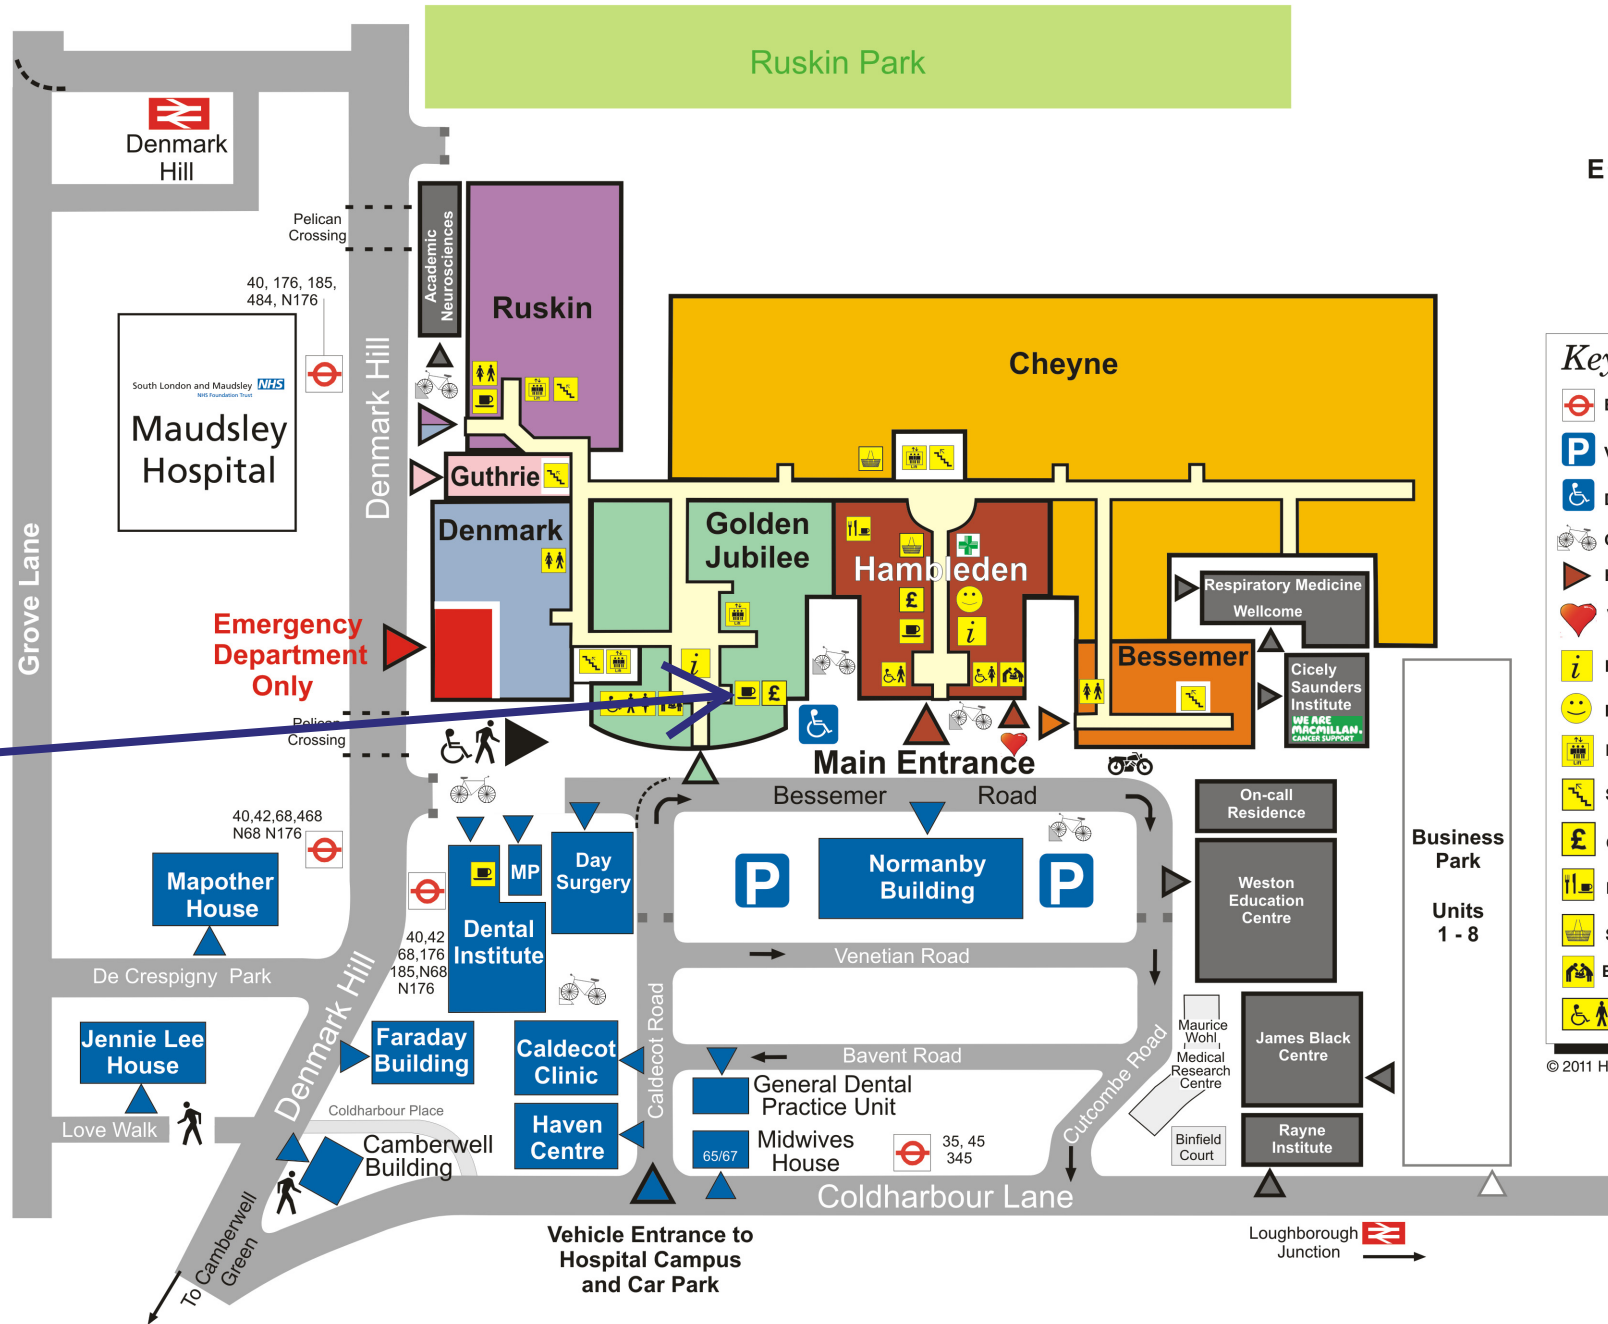 Ruskin Park
E
Denmark
Hill
Pelican
Crossing
Academic
Neurosciences
40, 176, 185,
484, N176
Ruskin
Cheyne
Denmark Hill
South London and Maudsley NHS
NHS Foundation Trust
Maudsley
Hospital
Lift
Lift
Guthrie
Denmark
Golden
Jubilee
Hambleden
Grove Lane
Respiratory Medicine
Wellcome
Emergency
Department
Only
Lift
£
i
Lift
i
£
Bessemer
Cicely
Saunders
Institute
WE ARE
MACMILLAN.
CANCER SUPPORT
Pelican
Crossing
Main Entrance
Bessemer Road
On-call
Residence
40,42,68,468
N68 N176
Mapother
House
MP
Day
Surgery
P
Normanby
Building
P
Weston
Education
Centre
Business
Park
Units
1 - 8
Dental
Institute
40,42
68,176
185,N68
N176
De Crespigny Park
Venetian Road
Denmark Hill
Jennie Lee
House
Faraday
Building
Caldecot
Clinic
Caldecot Road
Bavent Road
Cutcombe Road
Maurice
Wohl
Medical
Research
Centre
James Black
Centre
General Dental
Practice Unit
Love Walk
Coldharbour Place
Camberwell
Building
Haven
Centre
65/67
Midwives
House
35, 45
345
Binfield
Court
Rayne
Institute
Coldharbour Lane
To Camberwell
Green
Vehicle Entrance to
Hospital Campus
and Car Park
Loughborough
Junction
Key
P
i
Lift
£
© 2011 H